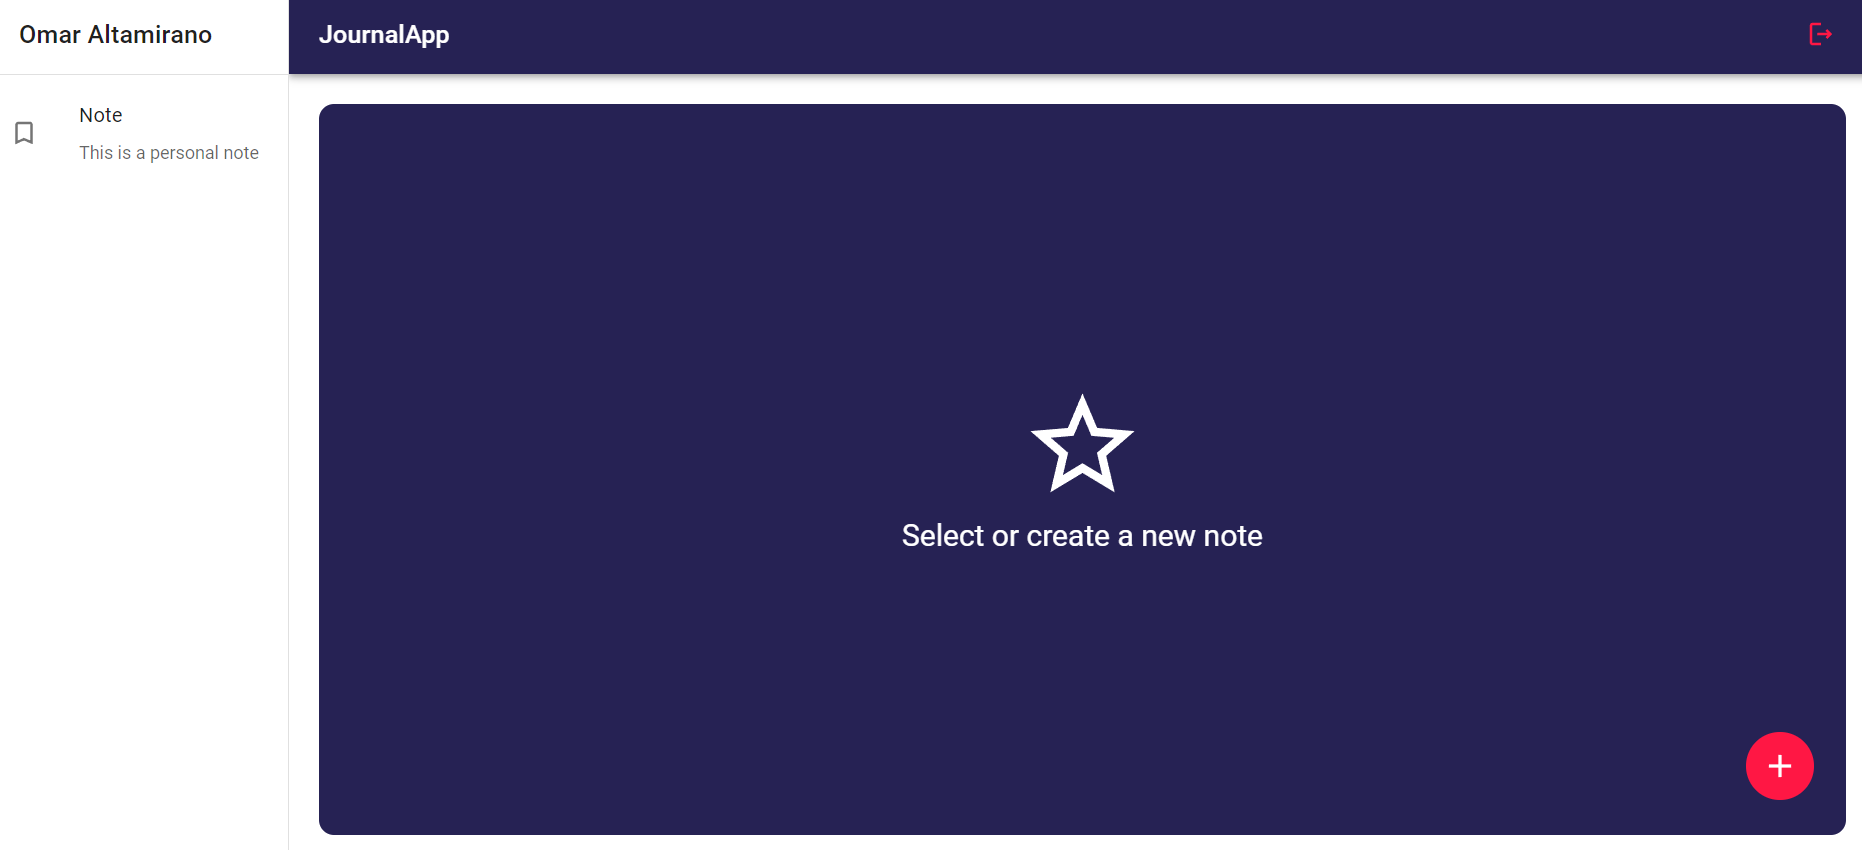 Omar Altamirano
JournalApp
Note
This is a personal note
Select or create a new note